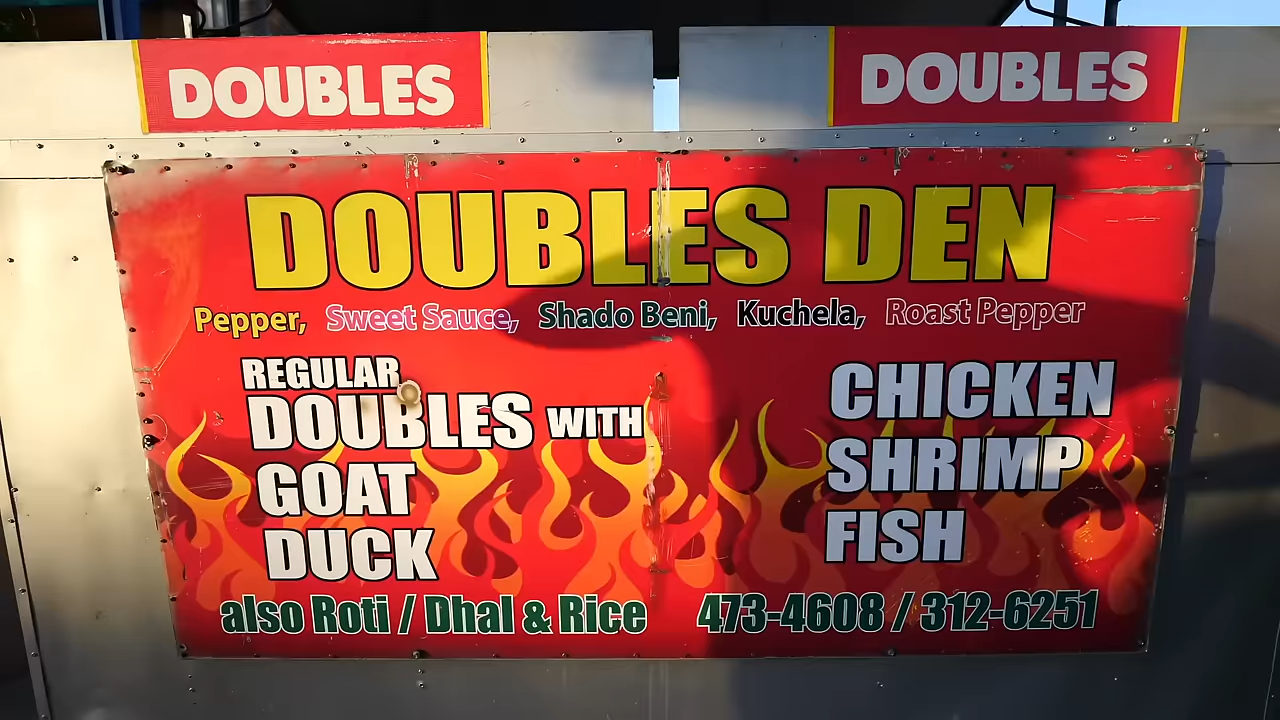 DOUBLES
DOUBLES
DOUBLES DEN
Pepper, Sweet Sauce, Shado Beni, Kuchela, Roast Pepper
REGULAR
DOUBLES WITH
GOAT
DUCK
CHICKEN
SHRIMP
FISH
also Roti / Dhal & Rice
473-4608 / 312-6251